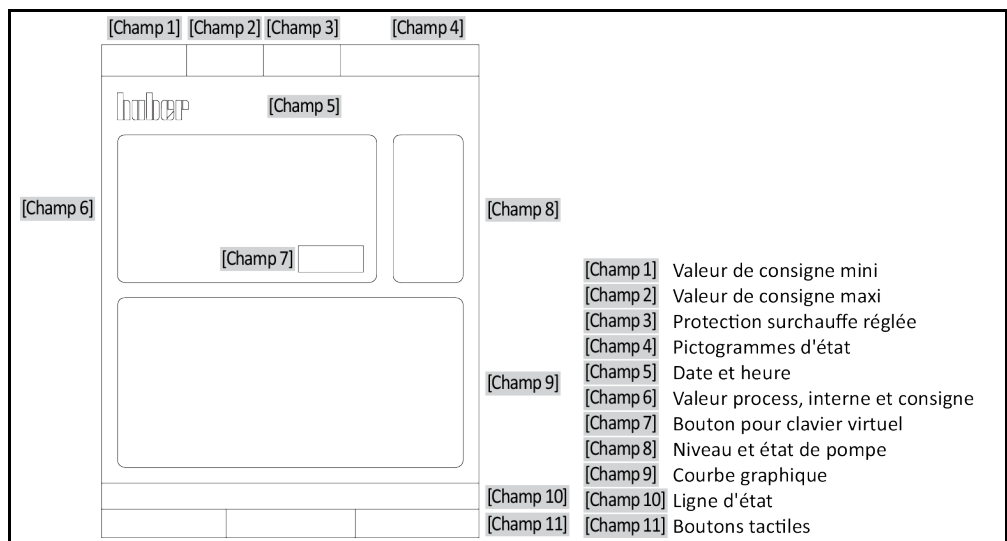 [Champ 1] [Champ 2] [Champ 3] [Champ 4]
huber
[Champ 5]
[Champ 6]
[Champ 8]
[Champ 7]
[Champ 9]
[Champ 10]
[Champ 11]
[Champ 1] Valeur de consigne mini
[Champ 2] Valeur de consigne maxi
[Champ 3] Protection surchauffe réglée
[Champ 4] Pictogrammes d'état
[Champ 5] Date et heure
[Champ 6] Valeur process, interne et consigne
[Champ 7] Bouton pour clavier virtuel
[Champ 8] Niveau et état de pompe
[Champ 9] Courbe graphique
[Champ 10] Ligne d'état
[Champ 11] Boutons tactiles